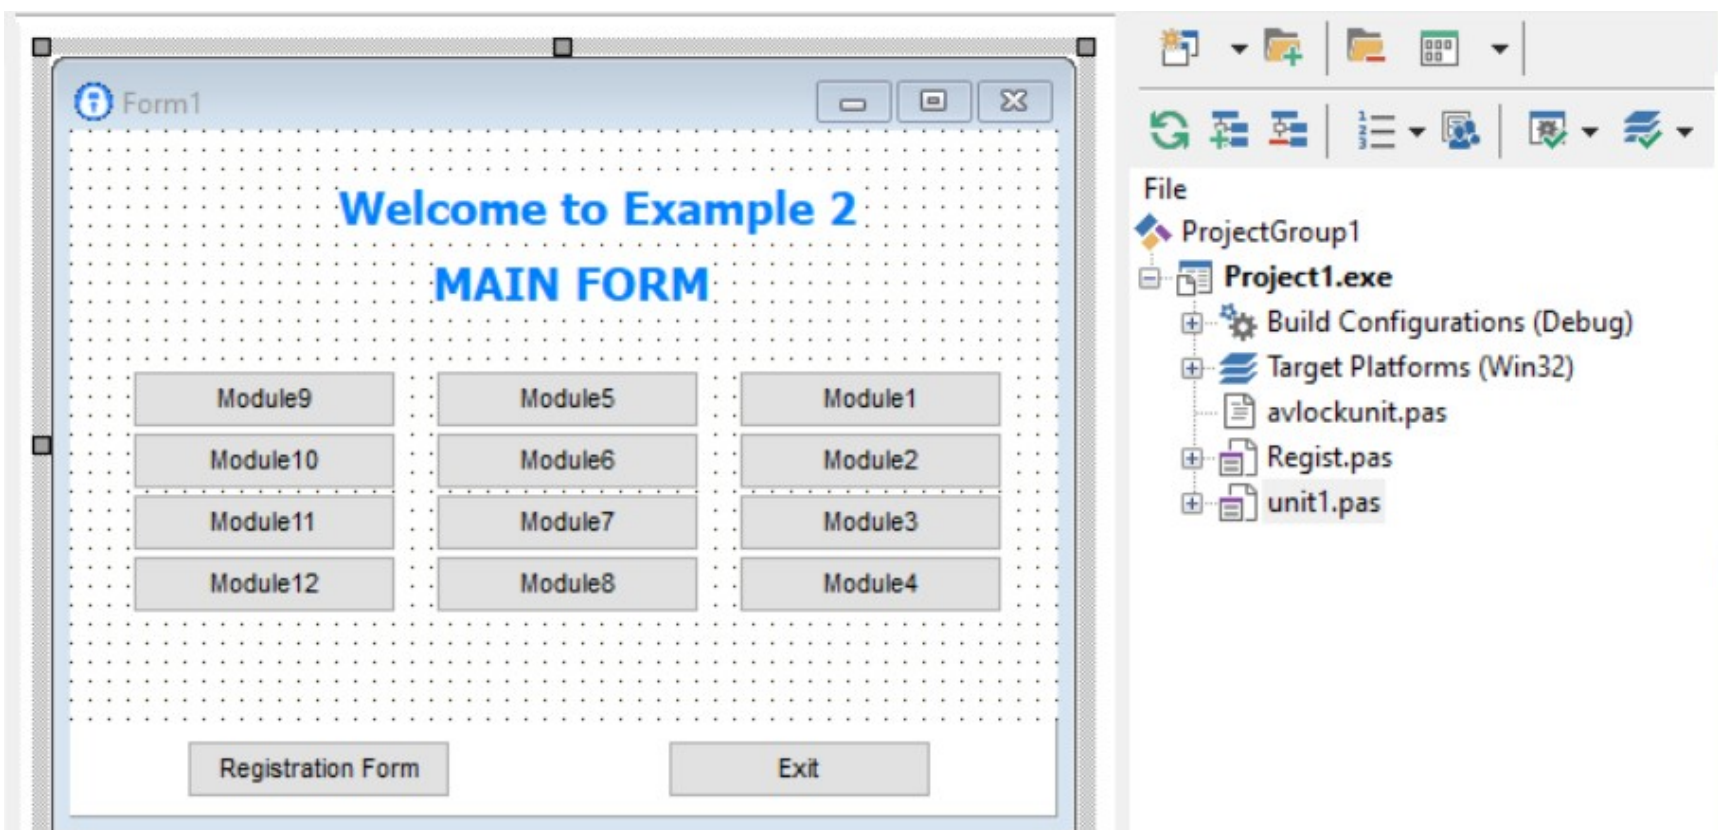 Form1
Welcome to Example 2
MAIN FORM
Module9 Module5 Module1
Module10 Module6 Module2
Module11 Module7 Module3
Module12 Module8 Module4
Registration Form Exit
File
ProjectGroup1
Project1.exe
Build Configurations (Debug)
Target Platforms (Win32)
avlockunit.pas
Regist.pas
unit1.pas